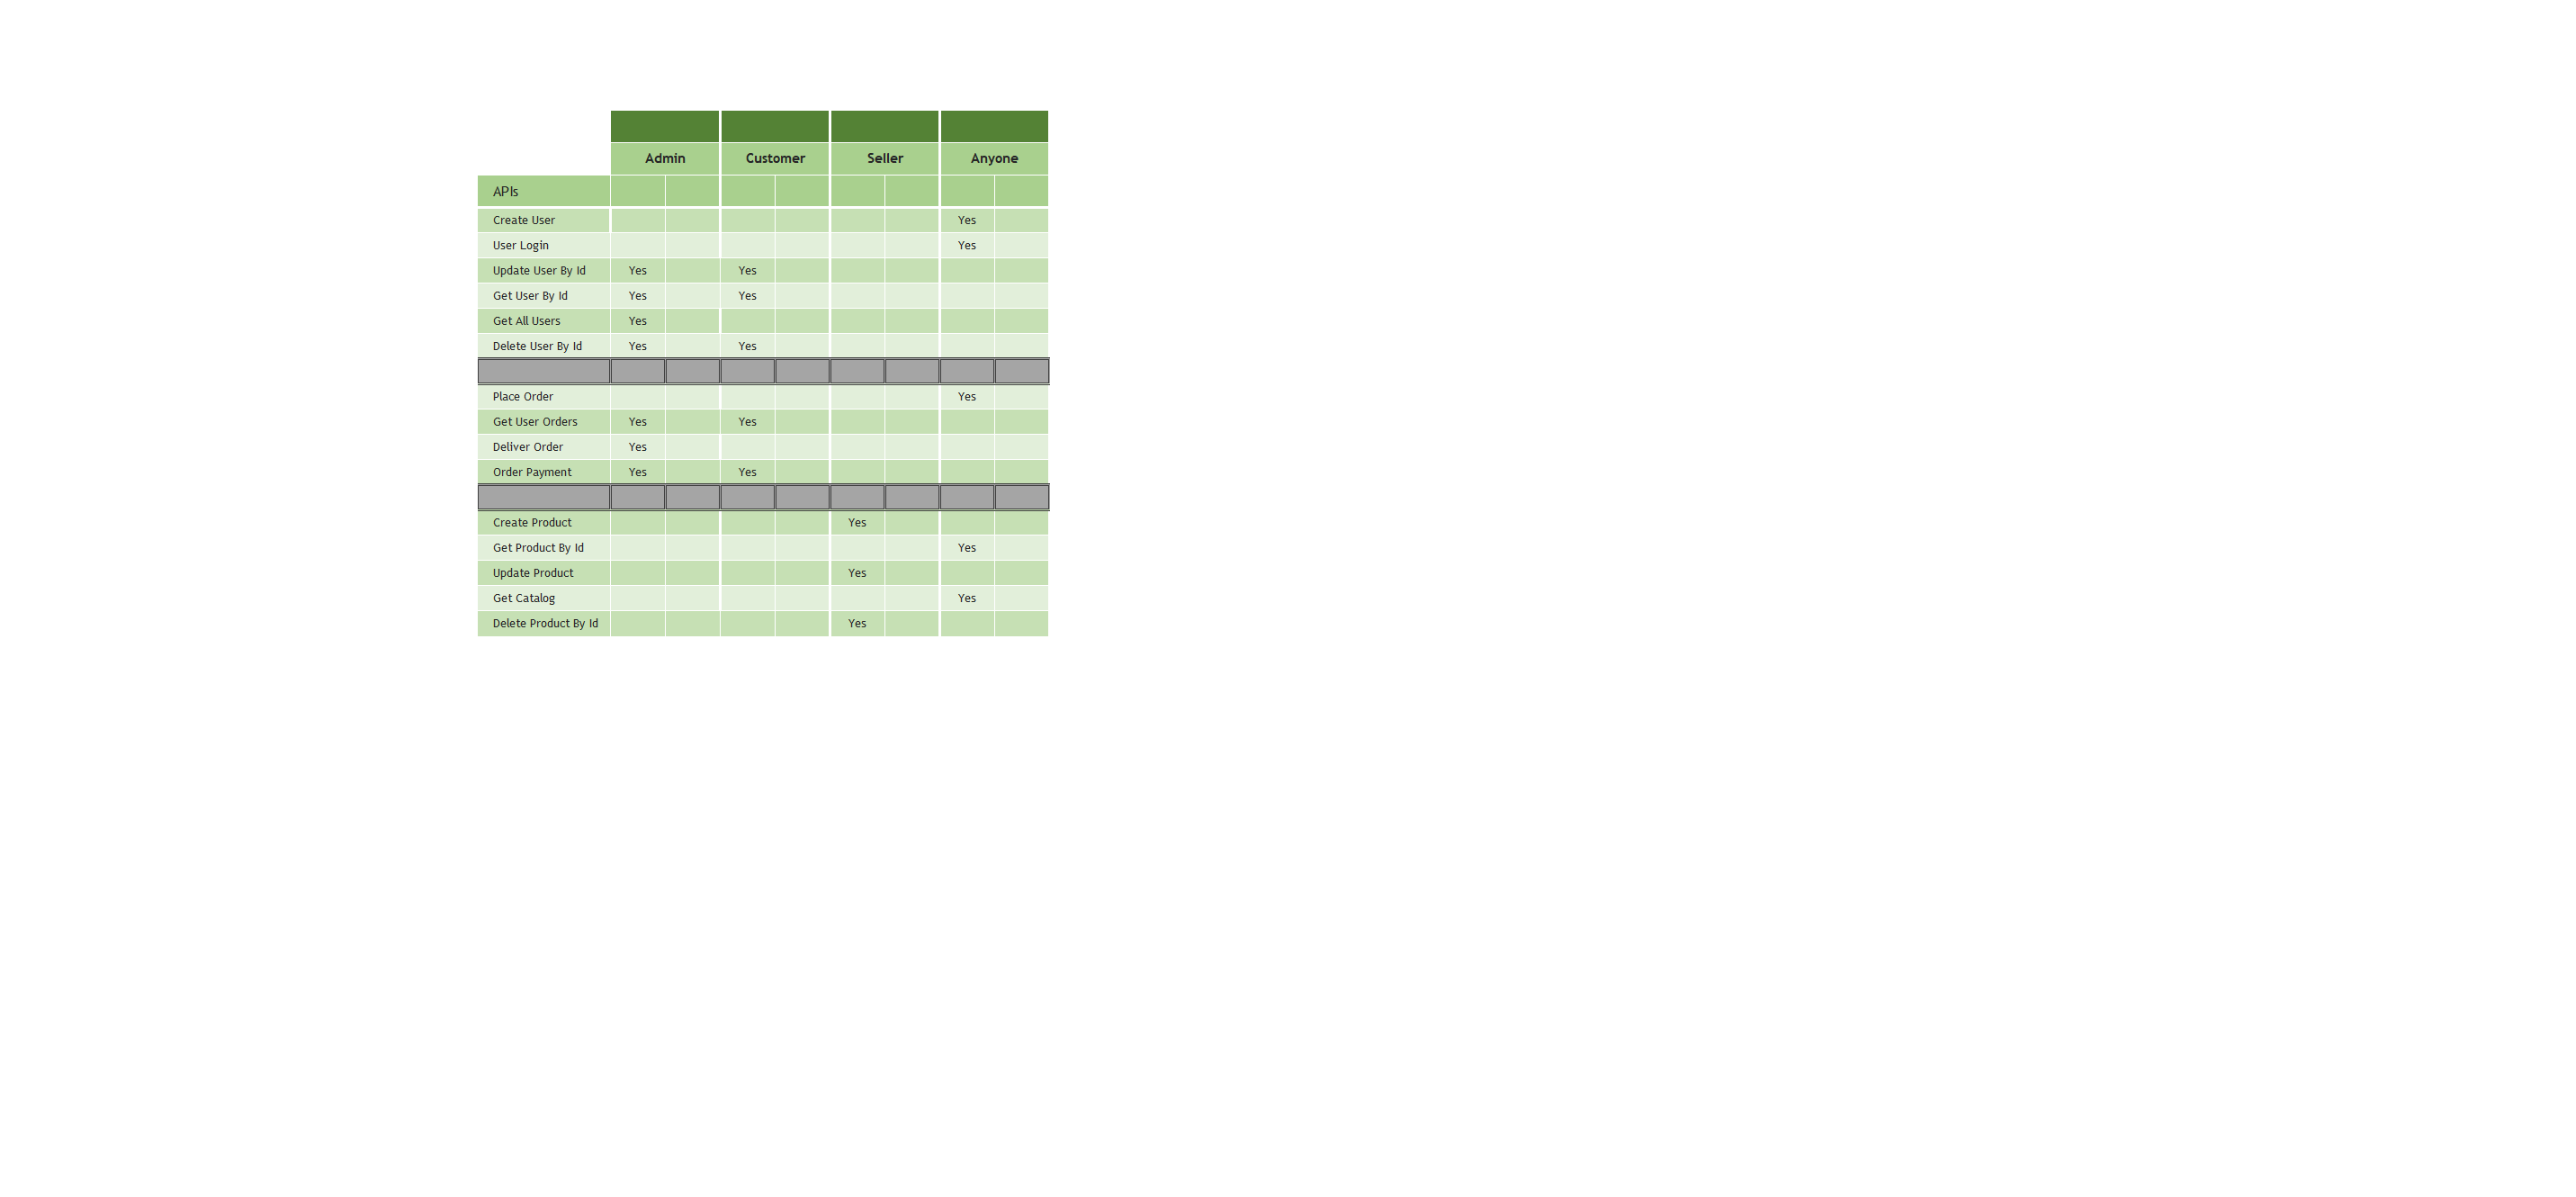 Admin Customer Seller Anyone
APIs
Create User Yes
User Login Yes
Update User By Id Yes Yes
Get User By Id Yes Yes
Get All Users Yes
Delete User By Id Yes Yes
Place Order Yes
Get User Orders Yes Yes
Deliver Order Yes
Order Payment Yes Yes
Create Product Yes
Get Product By Id Yes
Update Product Yes
Get Catalog Yes
Delete Product By Id Yes